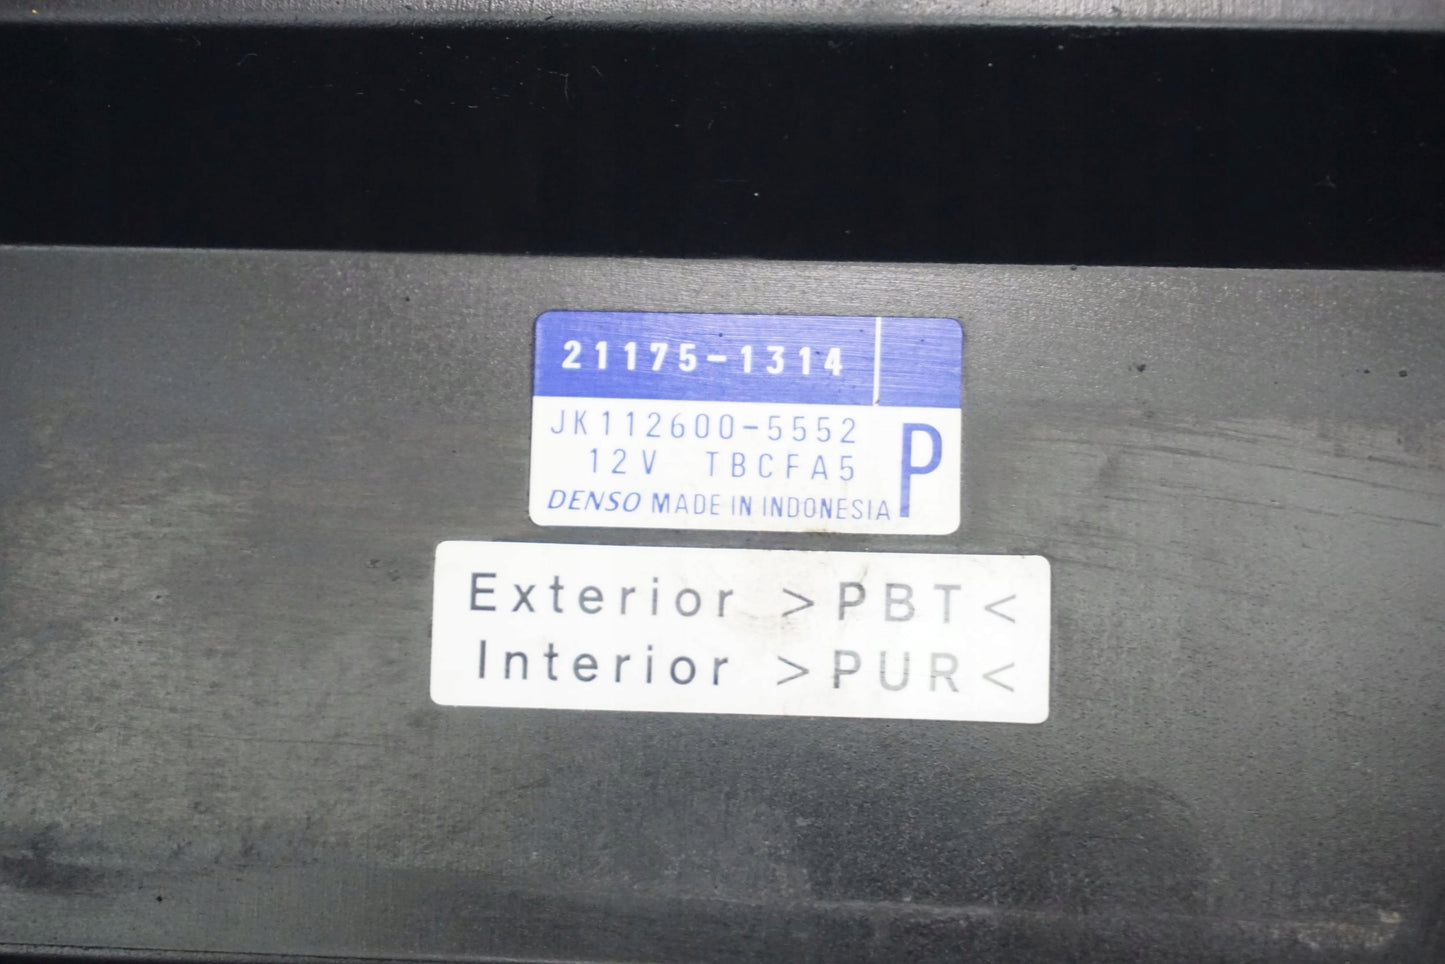 21175-1314
JK112600-5552
12V TBCFA5
P
DENSO MADE IN INDONESIA
Exterior >PBT<
Interior >PUR<